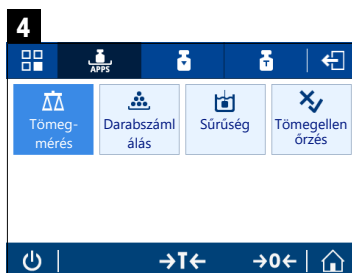 4
APPS
T
Tömeg-
mérés
Darabszáml
álás
Sűrűség
Tömegellen
őrzés
→T← →0←